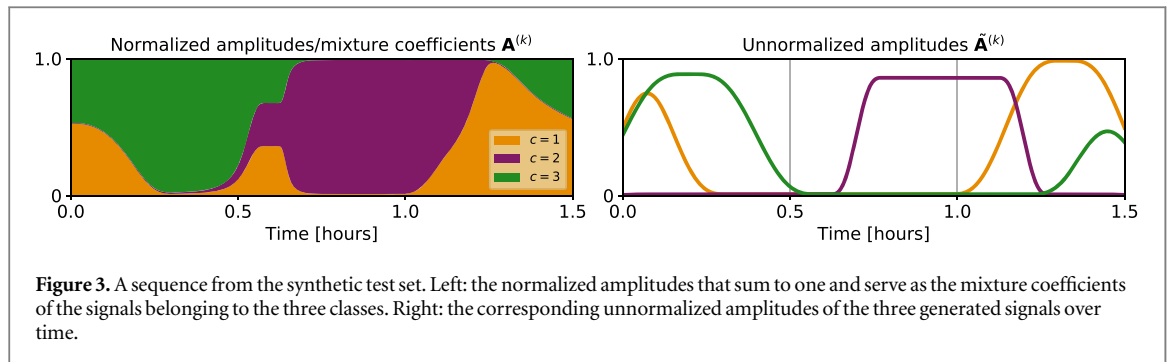 Normalized amplitudes/mixture coefficients A^(k)
1.0
0
0.0 0.5 1.0 1.5
Time [hours]
c = 1
c = 2
c = 3
Unnormalized amplitudes Ã^(k)
1.0
0
0.0 0.5 1.0 1.5
Time [hours]
Figure 3. A sequence from the synthetic test set. Left: the normalized amplitudes that sum to one and serve as the mixture coefficients
of the signals belonging to the three classes. Right: the corresponding unnormalized amplitudes of the three generated signals over
time.